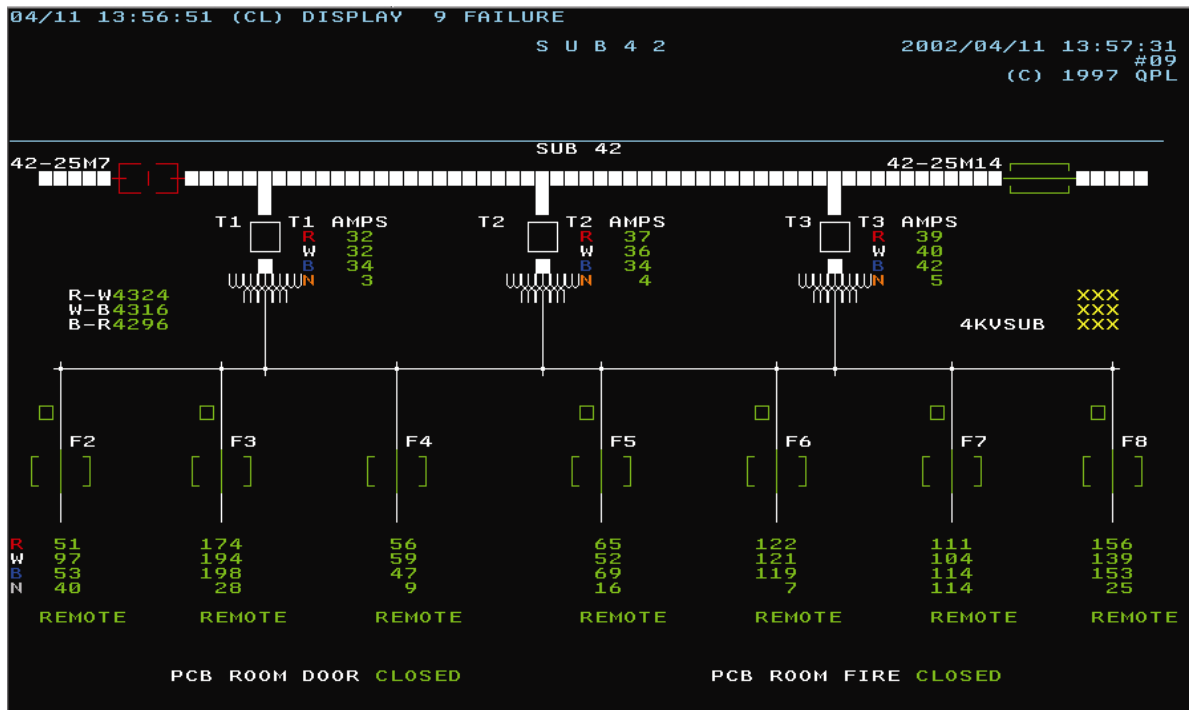 04/11 13:56:51 (CL) DISPLAY 9 FAILURE
S U B 4 2 2002/04/11 13:57:31
#09
(C) 1997 QPL
SUB 42
42-25M7 42-25M14
T1 T1 AMPS T2 T2 AMPS T3 T3 AMPS
R 32 R 37 R 39
W 32 W 36 W 40
B 34 B 34 B 42
N 3 N 4 N 5
R-W4324 XXX
W-B4316 XXX
B-R4296 4KVSUB XXX
F2 F3 F4 F5 F6 F7 F8
R 51 174 56 65 122 111 156
W 97 194 59 52 121 104 139
B 53 198 47 69 119 114 153
N 40 28 9 16 7 114 25
REMOTE REMOTE REMOTE REMOTE REMOTE REMOTE REMOTE
PCB ROOM DOOR CLOSED PCB ROOM FIRE CLOSED